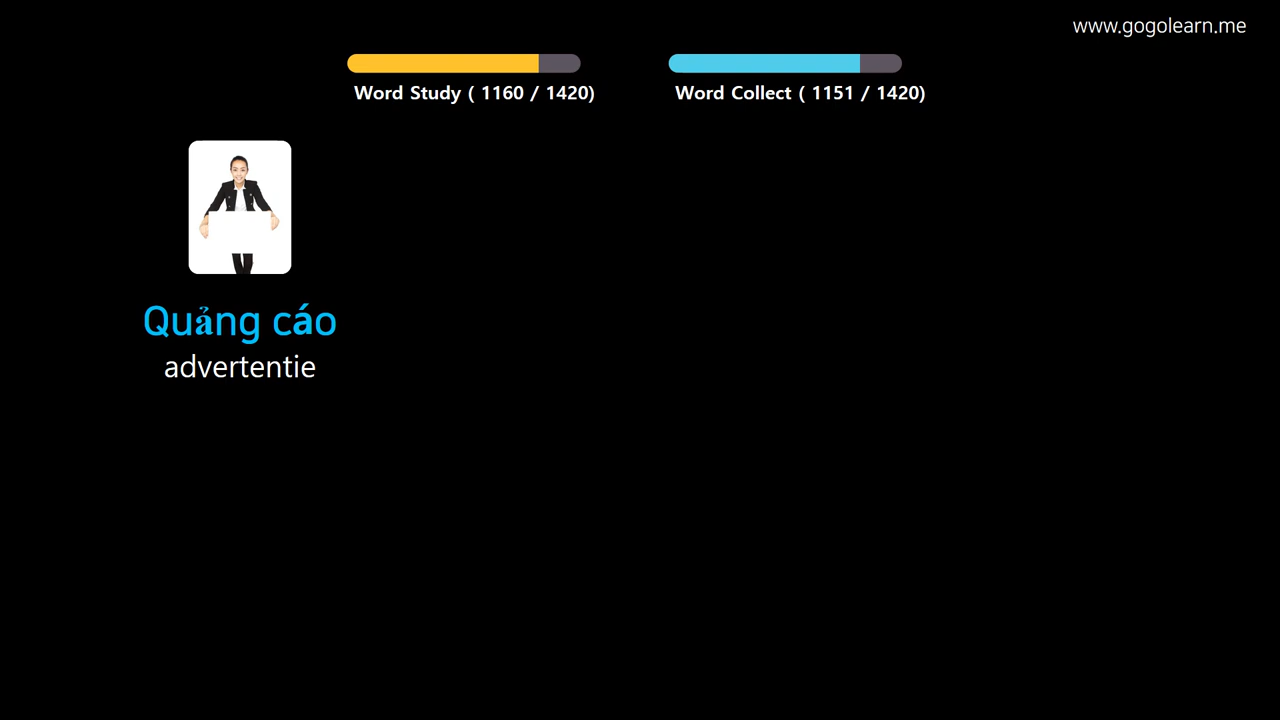 www.gogolearn.me
Word Study ( 1160 / 1420)
Word Collect ( 1151 / 1420)
Quảng cáo
advertentie